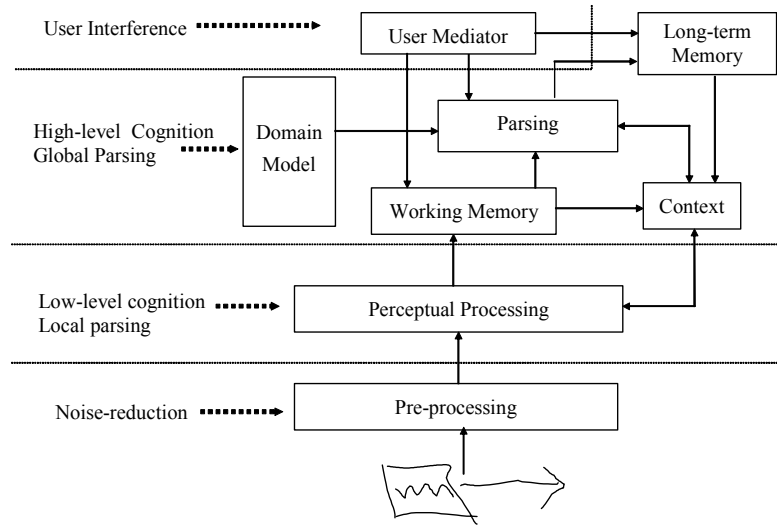 User Interference
User Mediator
Long-term
Memory
High-level Cognition
Global Parsing
Domain
Model
Parsing
Working Memory
Context
Low-level cognition
Local parsing
Perceptual Processing
Noise-reduction
Pre-processing